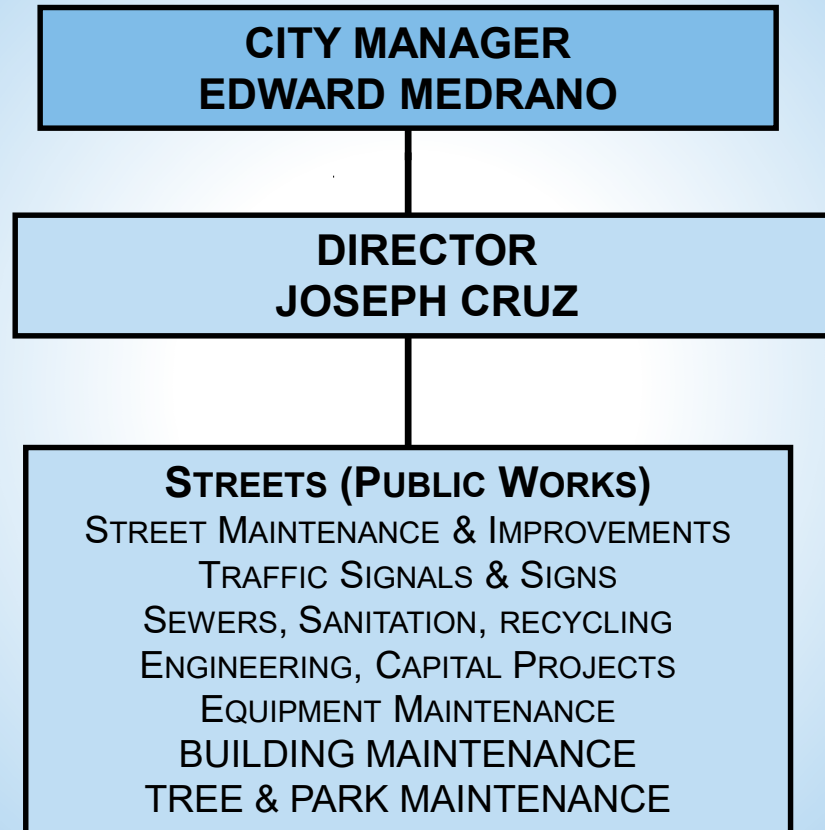 CITY MANAGER
EDWARD MEDRANO
DIRECTOR
JOSEPH CRUZ
STREETS (PUBLIC WORKS)
STREET MAINTENANCE & IMPROVEMENTS
TRAFFIC SIGNALS & SIGNS
SEWERS, SANITATION, RECYCLING
ENGINEERING, CAPITAL PROJECTS
EQUIPMENT MAINTENANCE
BUILDING MAINTENANCE
TREE & PARK MAINTENANCE